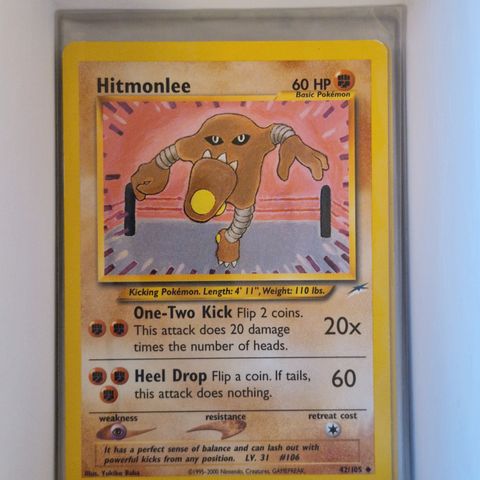 Hitmonlee
60 HP
Basic Pokémon
Kicking Pokémon. Length: 4' 11", Weight: 110 lbs.
One-Two Kick Flip 2 coins.
This attack does 20 damage
times the number of heads.
20x
Heel Drop Flip a coin. If tails,
this attack does nothing.
60
weakness
resistance
retreat cost
It has a perfect sense of balance and can lash out with
powerful kicks from any position. LV. 31 #106
Illus. Yukiko Baba
©1995-2000 Nintendo, Creatures, GAMEFREAK.
42/105